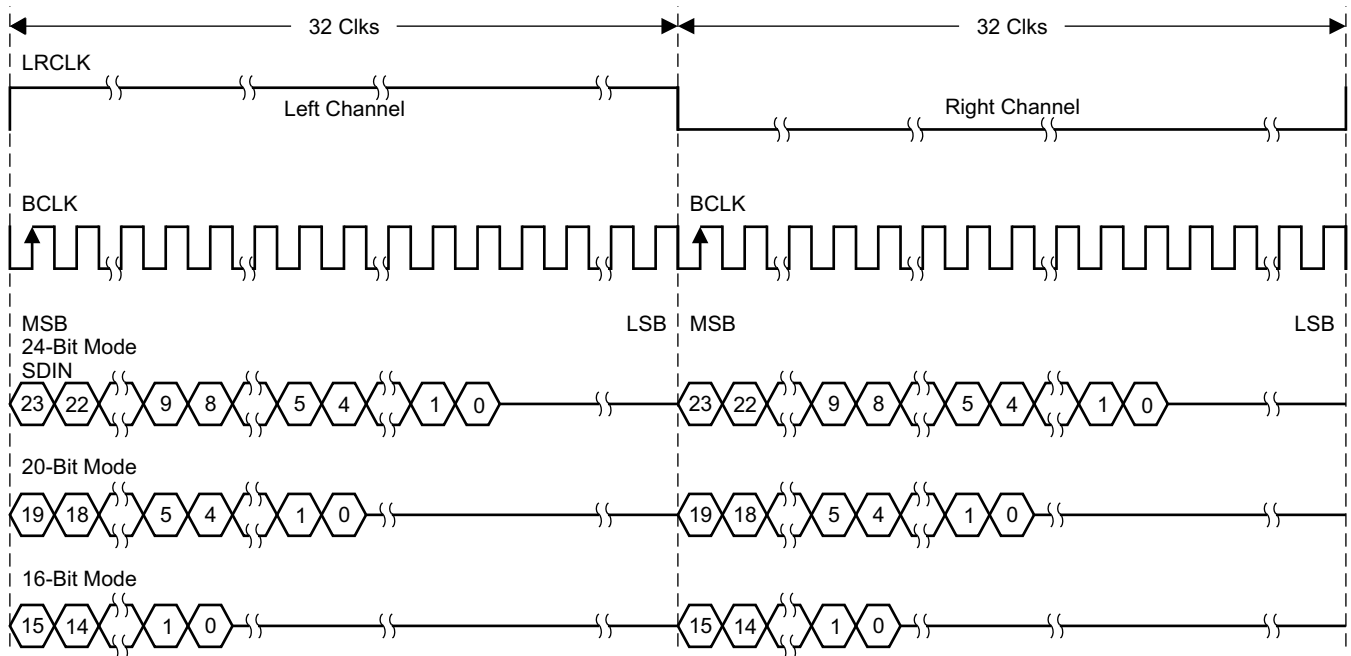 32 Clks 32 Clks
LRCLK
Left Channel Right Channel
BCLK BCLK
MSB LSB MSB LSB
24-Bit Mode
SDIN
23 22 9 8 5 4 1 0 23 22 9 8 5 4 1 0
20-Bit Mode
19 18 5 4 1 0 19 18 5 4 1 0
16-Bit Mode
15 14 1 0 15 14 1 0